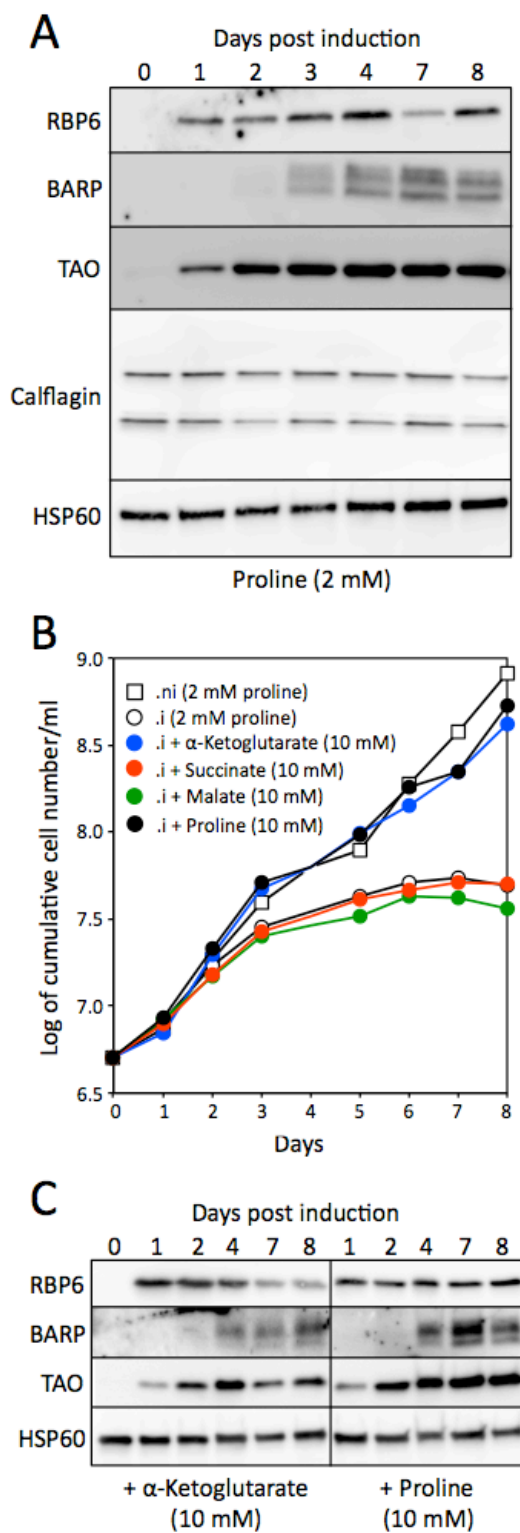 A
Days post induction
0 1 2 3 4 7 8
RBP6
BARP
TAO
Calflagin
HSP60
Proline (2 mM)
B
Log of cumulative cell number/ml
9.0
8.5
8.0
7.5
7.0
6.5
.ni (2 mM proline)
.i (2 mM proline)
.i + α-Ketoglutarate (10 mM)
.i + Succinate (10 mM)
.i + Malate (10 mM)
.i + Proline (10 mM)
0 1 2 3 4 5 6 7 8
Days
C
Days post induction
0 1 2 4 7 8 1 2 4 7 8
RBP6
BARP
TAO
HSP60
+ α-Ketoglutarate (10 mM)
+ Proline (10 mM)